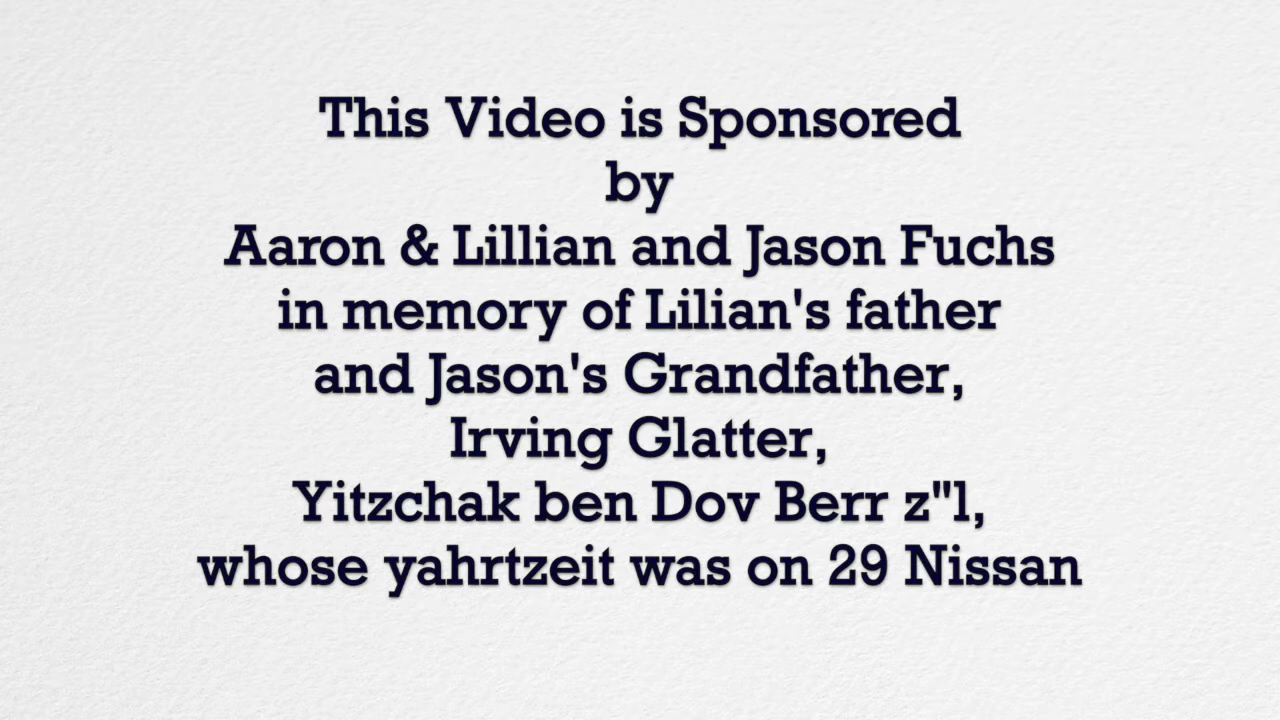 This Video is Sponsored
by
Aaron & Lillian and Jason Fuchs
in memory of Lilian's father
and Jason's Grandfather,
Irving Glatter,
Yitzchak ben Dov Berr z"l,
whose yahrtzeit was on 29 Nissan